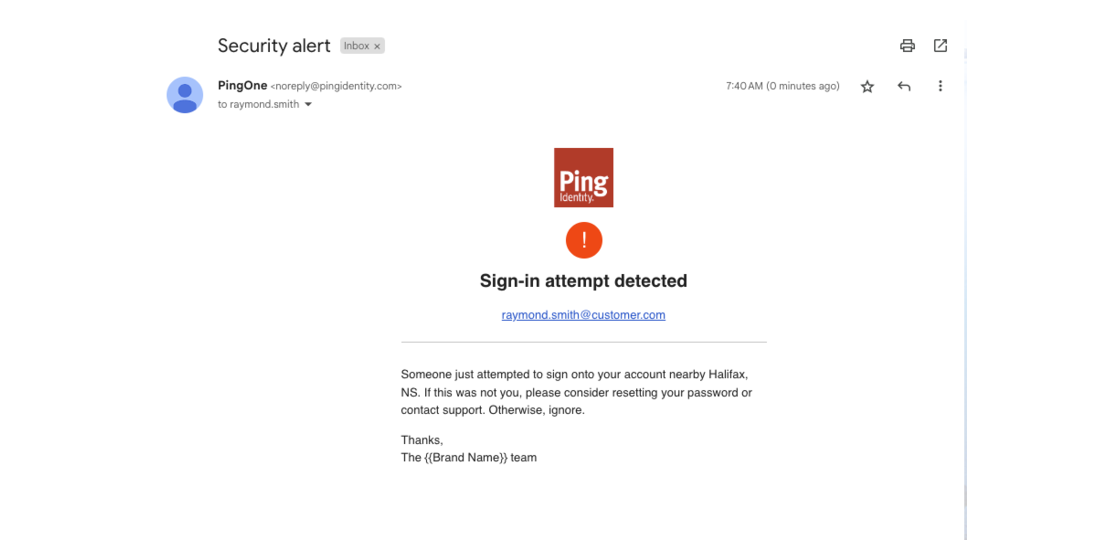 Security alert Inbox ×
PingOne <noreply@pingidentity.com> 7:40 AM (0 minutes ago)
to raymond.smith
Ping
Identity.
!
Sign-in attempt detected
raymond.smith@customer.com
Someone just attempted to sign onto your account nearby Halifax,
NS. If this was not you, please consider resetting your password or
contact support. Otherwise, ignore.
Thanks,
The {{Brand Name}} team